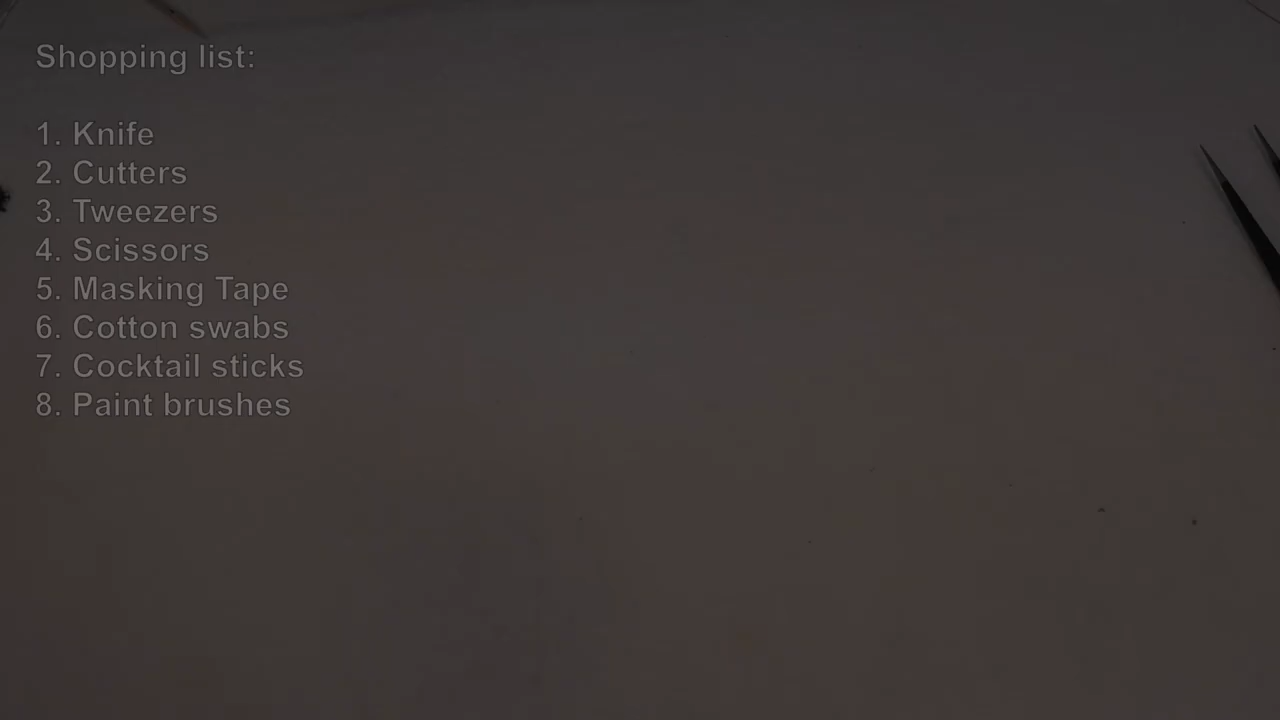 Shopping list:
1. Knife
2. Cutters
3. Tweezers
4. Scissors
5. Masking Tape
6. Cotton swabs
7. Cocktail sticks
8. Paint brushes